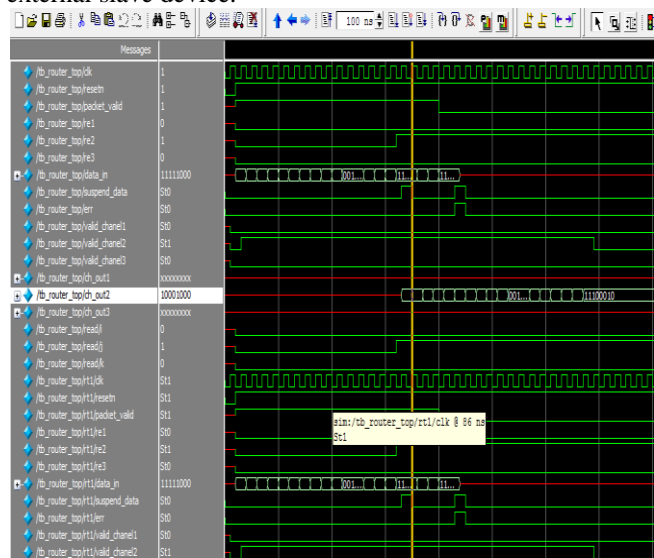 external slave device.
100 ns
Messages
/tb_router_top/clk 1
/tb_router_top/resetn 1
/tb_router_top/packet_valid 1
/tb_router_top/re1 0
/tb_router_top/re2 1
/tb_router_top/re3 0
/tb_router_top/data_in 11111000 001... 11... 11...
/tb_router_top/suspend_data St0
/tb_router_top/err St0
/tb_router_top/valid_chanel1 St0
/tb_router_top/valid_chanel2 St1
/tb_router_top/valid_chanel3 St0
/tb_router_top/ch_out1 xxxxxxxx
/tb_router_top/ch_out2 10001000 001... 11100010
/tb_router_top/ch_out3 xxxxxxxx
/tb_router_top/read/i 0
/tb_router_top/read/j 1
/tb_router_top/read/k 0
/tb_router_top/rt1/clk St1
/tb_router_top/rt1/resetn St1
/tb_router_top/rt1/packet_valid St1
sim:/tb_router_top/rt1/clk @ 86 ns
/tb_router_top/rt1/re1 St0
St1
/tb_router_top/rt1/re2 St1
/tb_router_top/rt1/re3 St0
/tb_router_top/rt1/data_in 11111000 001... 11... 11...
/tb_router_top/rt1/suspend_data St0
/tb_router_top/rt1/err St0
/tb_router_top/rt1/valid_chanel1 St0
/tb_router_top/rt1/valid_chanel2 St1